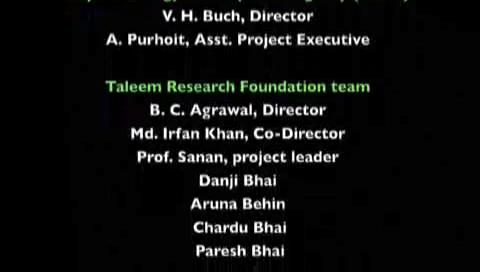 V. H. Buch, Director
A. Purhoit, Asst. Project Executive
Taleem Research Foundation team
B. C. Agrawal, Director
Md. Irfan Khan, Co-Director
Prof. Sanan, project leader
Danji Bhai
Aruna Behin
Chardu Bhai
Paresh Bhai